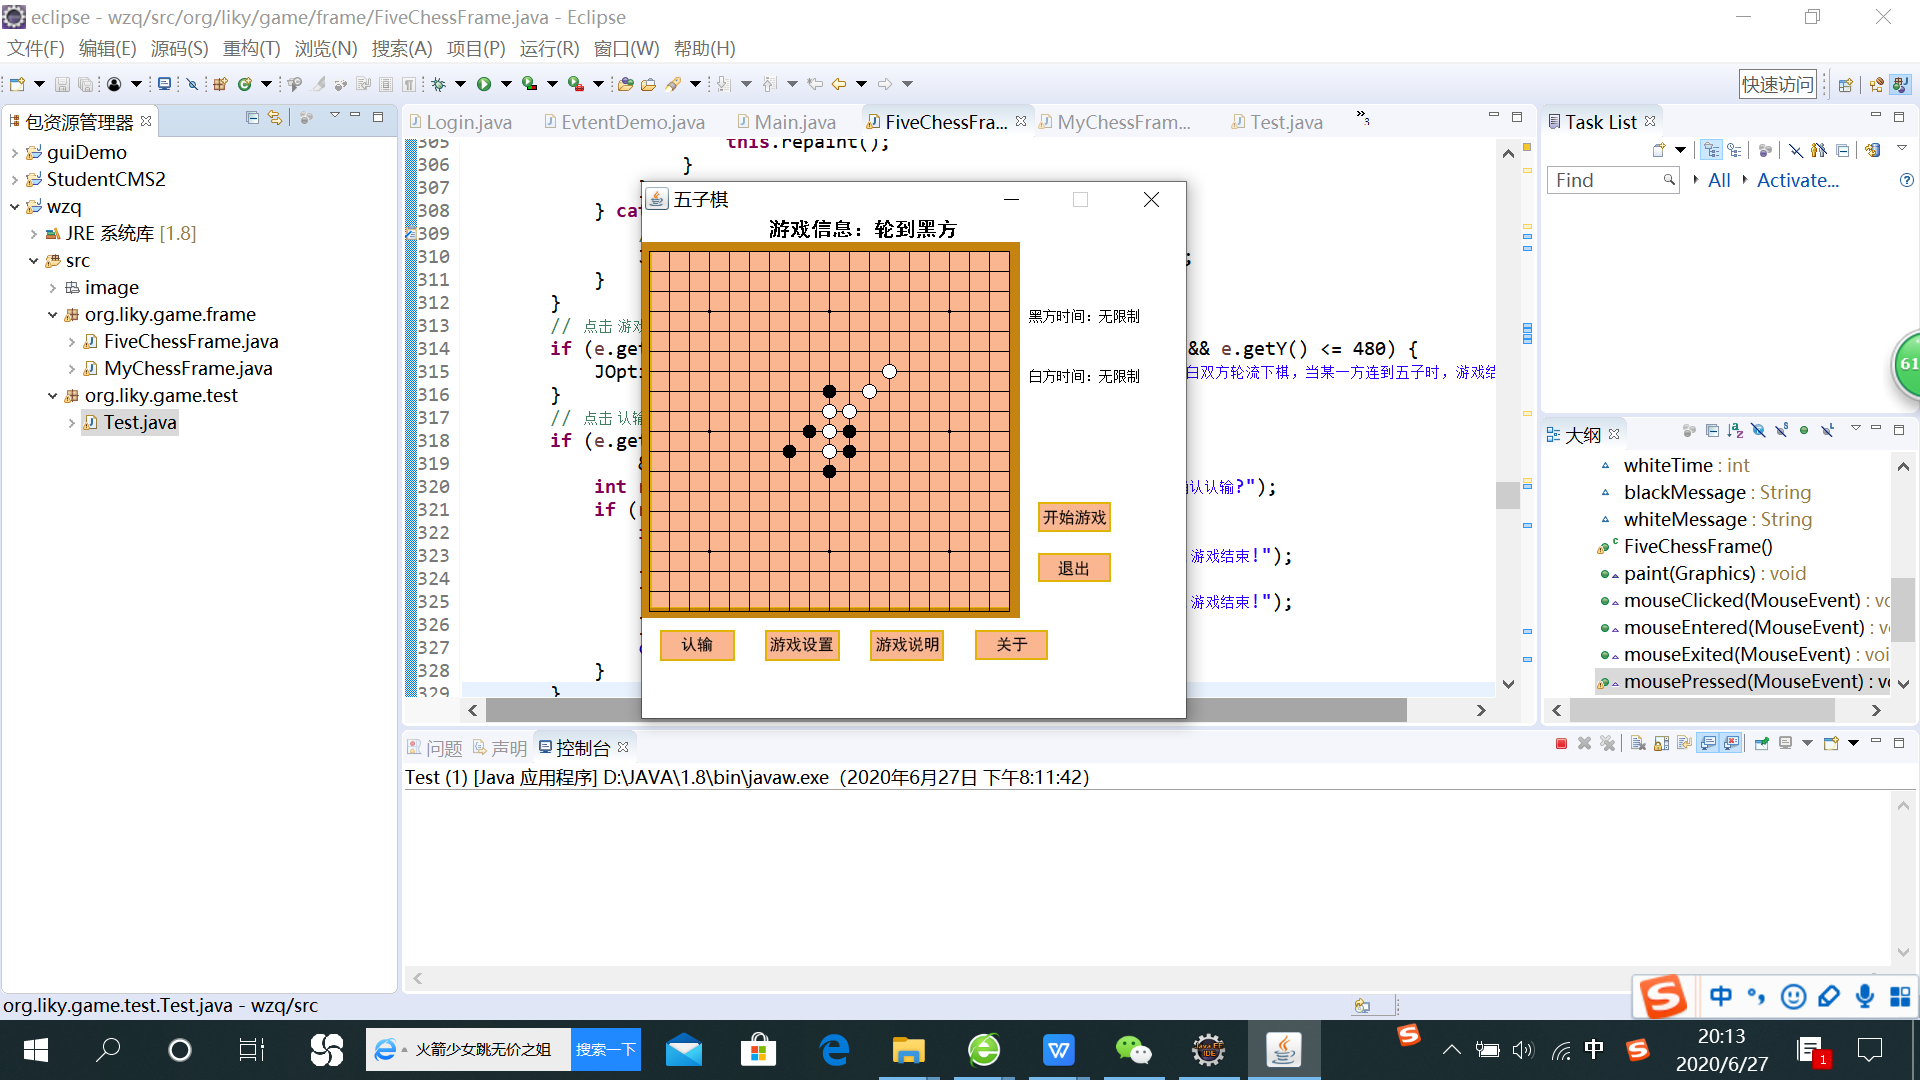 eclipse - wzq/src/org/liky/game/frame/FiveChessFrame.java - Eclipse
文件(F) 编辑(E) 源码(S) 重构(T) 浏览(N) 搜索(A) 项目(P) 运行(R) 窗口(W) 帮助(H)
快速访问
包资源管理器
guiDemo
StudentCMS2
wzq
JRE 系统库 [1.8]
src
image
org.liky.game.frame
FiveChessFrame.java
MyChessFrame.java
org.liky.game.test
Test.java
Login.java EvtentDemo.java Main.java FiveChessFra... MyChessFram... Test.java »3
305 this.repaint();
306 }
307
308 } cat
309
310 ;
311 }
312 }
313 // 点击 游戏
314 if (e.get && e.getY() <= 480) {
315 JOpti 白双方轮流下棋，当某一方连到五子时，游戏结
316 }
317 // 点击 认输
318 if (e.get
319 &
320 int 认认输?");
321 if (
322
323 游戏结束!");
324
325 游戏结束!");
326
327
328 }
329 }
五子棋
游戏信息：轮到黑方
黑方时间：无限制
白方时间：无限制
开始游戏
退出
认输 游戏设置 游戏说明 关于
Task List
Find All Activate...
61
大纲
whiteTime : int
blackMessage : String
whiteMessage : String
FiveChessFrame()
paint(Graphics) : void
mouseClicked(MouseEvent) : vo
mouseEntered(MouseEvent) : v
mouseExited(MouseEvent) : voi
mousePressed(MouseEvent) : v
问题 声明 控制台
Test (1) [Java 应用程序] D:\JAVA\1.8\bin\javaw.exe（2020年6月27日 下午8:11:42）
org.liky.game.test.Test.java - wzq/src
中
火箭少女跳无价之姐 搜索一下
中
20:13
2020/6/27
1